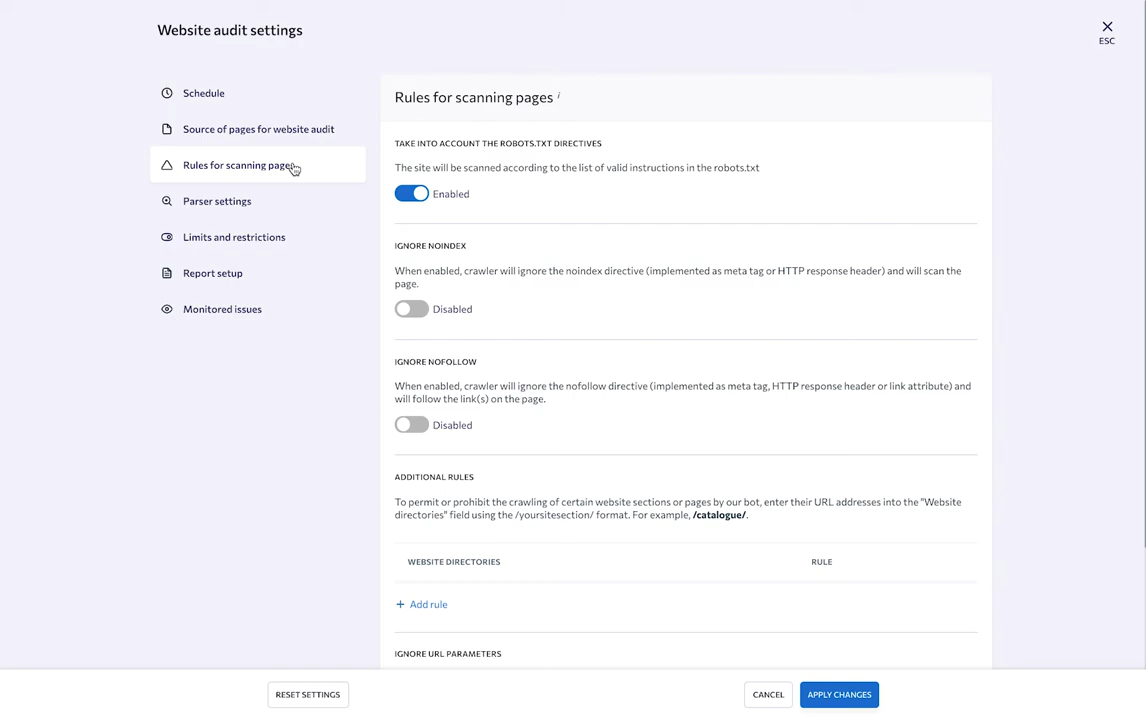 Website audit settings
ESC
Schedule
Source of pages for website audit
Rules for scanning pages
Parser settings
Limits and restrictions
Report setup
Monitored issues
Rules for scanning pages i
TAKE INTO ACCOUNT THE ROBOTS.TXT DIRECTIVES
The site will be scanned according to the list of valid instructions in the robots.txt
Enabled
IGNORE NOINDEX
When enabled, crawler will ignore the noindex directive (implemented as meta tag or HTTP response header) and will scan the
page.
Disabled
IGNORE NOFOLLOW
When enabled, crawler will ignore the nofollow directive (implemented as meta tag, HTTP response header or link attribute) and
will follow the link(s) on the page.
Disabled
ADDITIONAL RULES
To permit or prohibit the crawling of certain website sections or pages by our bot, enter their URL addresses into the "Website
directories" field using the /yoursitesection/ format. For example, /catalogue/.
WEBSITE DIRECTORIES RULE
+ Add rule
IGNORE URL PARAMETERS
RESET SETTINGS CANCEL APPLY CHANGES